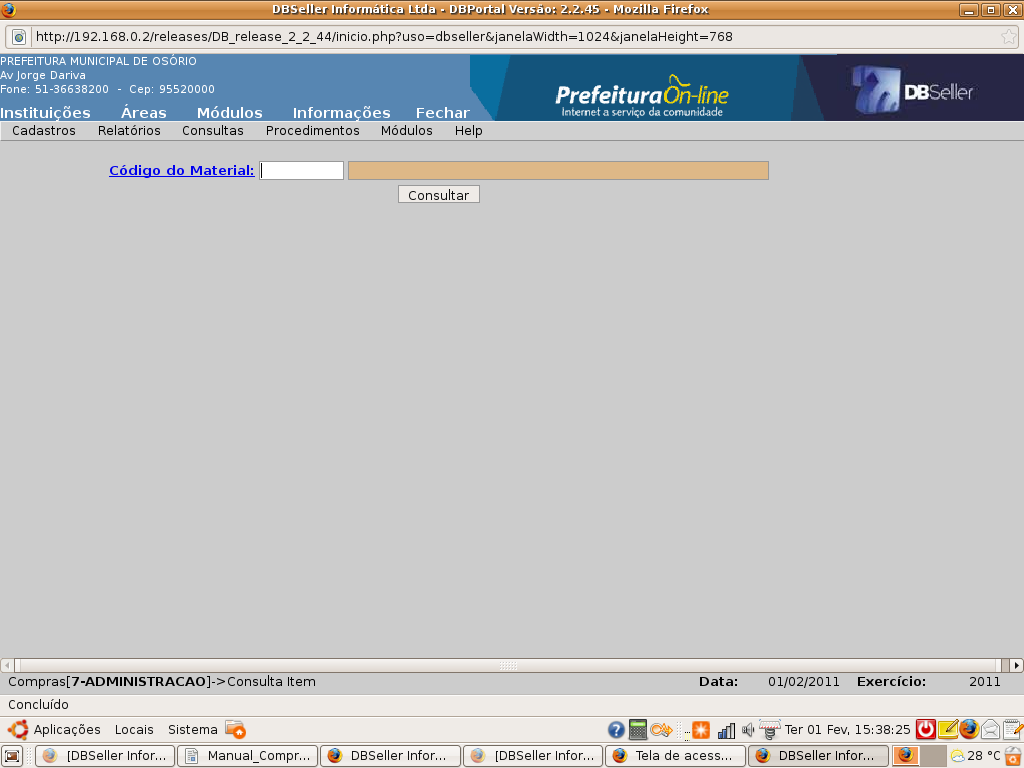 DBSeller Informática Ltda - DBPortal Versão: 2.2.45 - Mozilla Firefox
http://192.168.0.2/releases/DB_release_2_2_44/inicio.php?uso=dbseller&janelaWidth=1024&janelaHeight=768
PREFEITURA MUNICIPAL DE OSÓRIO
Av Jorge Dariva
Fone: 51-36638200 - Cep: 95520000
PrefeituraOn-line
Internet a serviço da comunidade
DBSeller
Instituições Áreas Módulos Informações Fechar
Cadastros Relatórios Consultas Procedimentos Módulos Help
Código do Material:
Consultar
Compras[7-ADMINISTRACAO]->Consulta Item Data: 01/02/2011 Exercício: 2011
Concluído
Aplicações Locais Sistema Ter 01 Fev, 15:38:25
[DBSeller Infor... Manual_Compr... DBSeller Infor... [DBSeller Infor... Tela de acess... DBSeller Infor... 28 °C